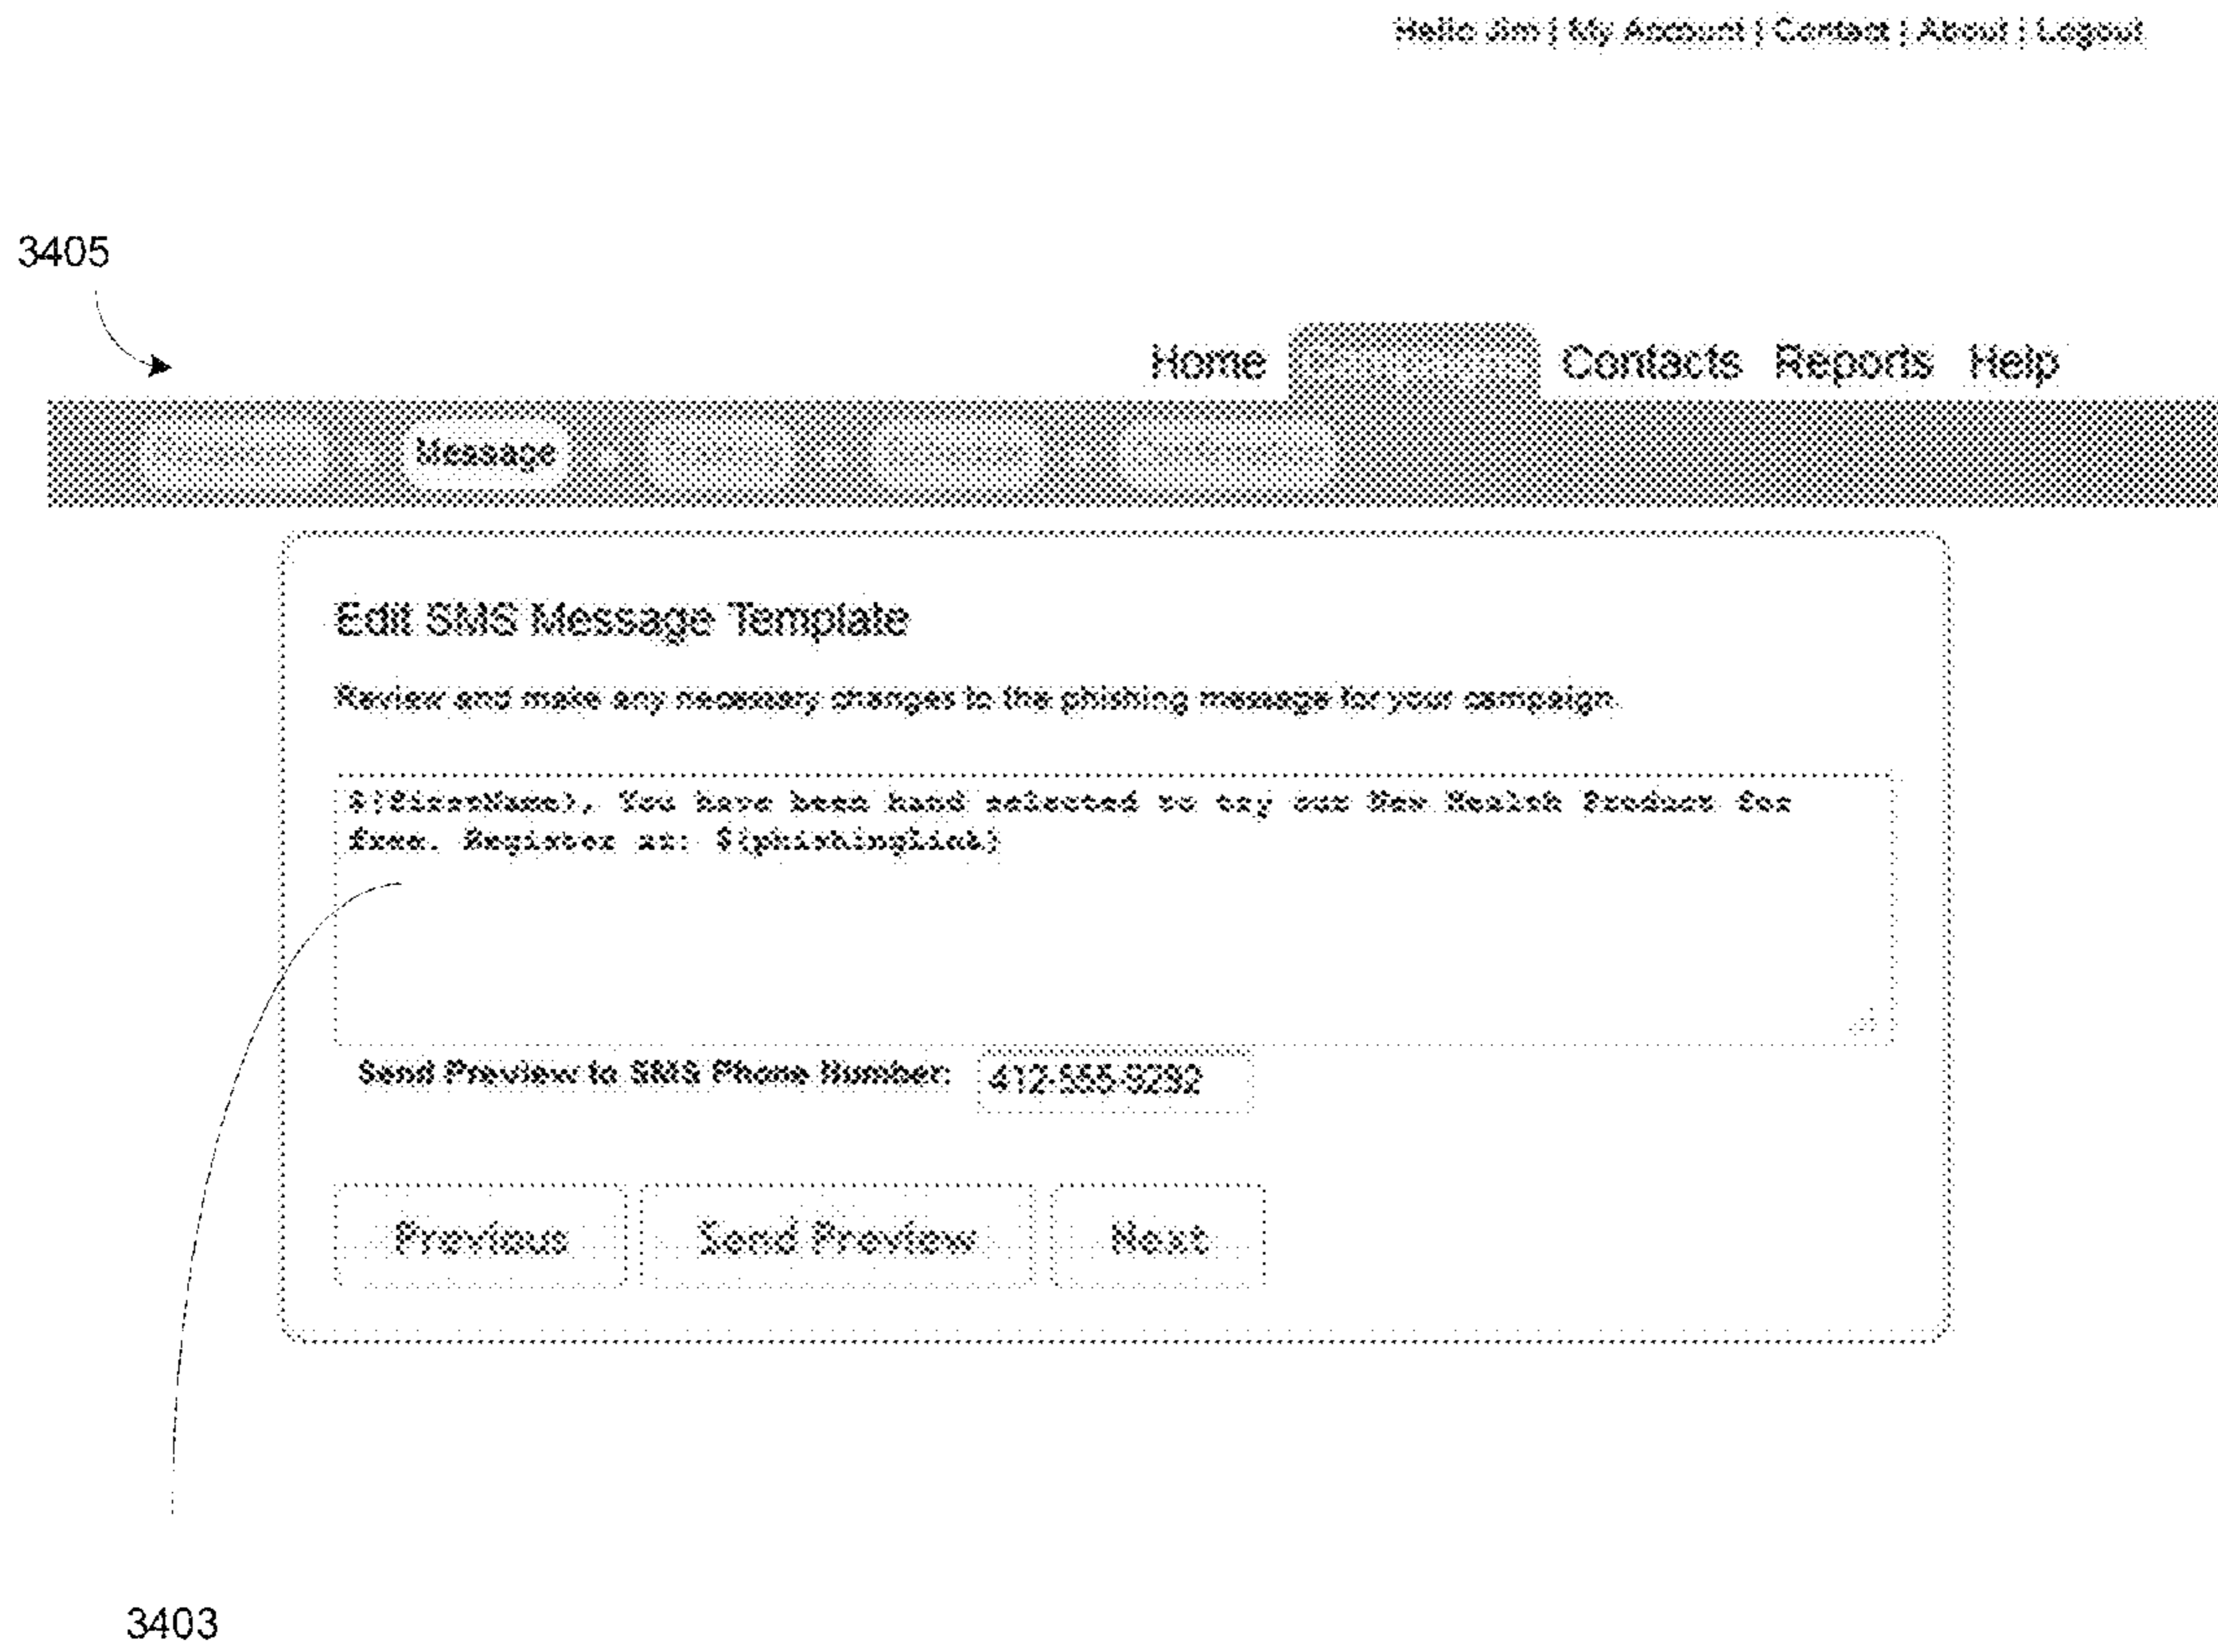 Hello Jim | My Account | Contact | About | Logout
3405
Home Contacts Reports Help
Message
Edit SMS Message Template
Review and make any necessary changes to the phishing message for your campaign.
${firstName}, You have been hand selected to try our New Health Product for
free. Register at: ${phishingLink}
Send Preview to SMS Phone Number: 412-555-9292
Previous Send Preview Next
3403